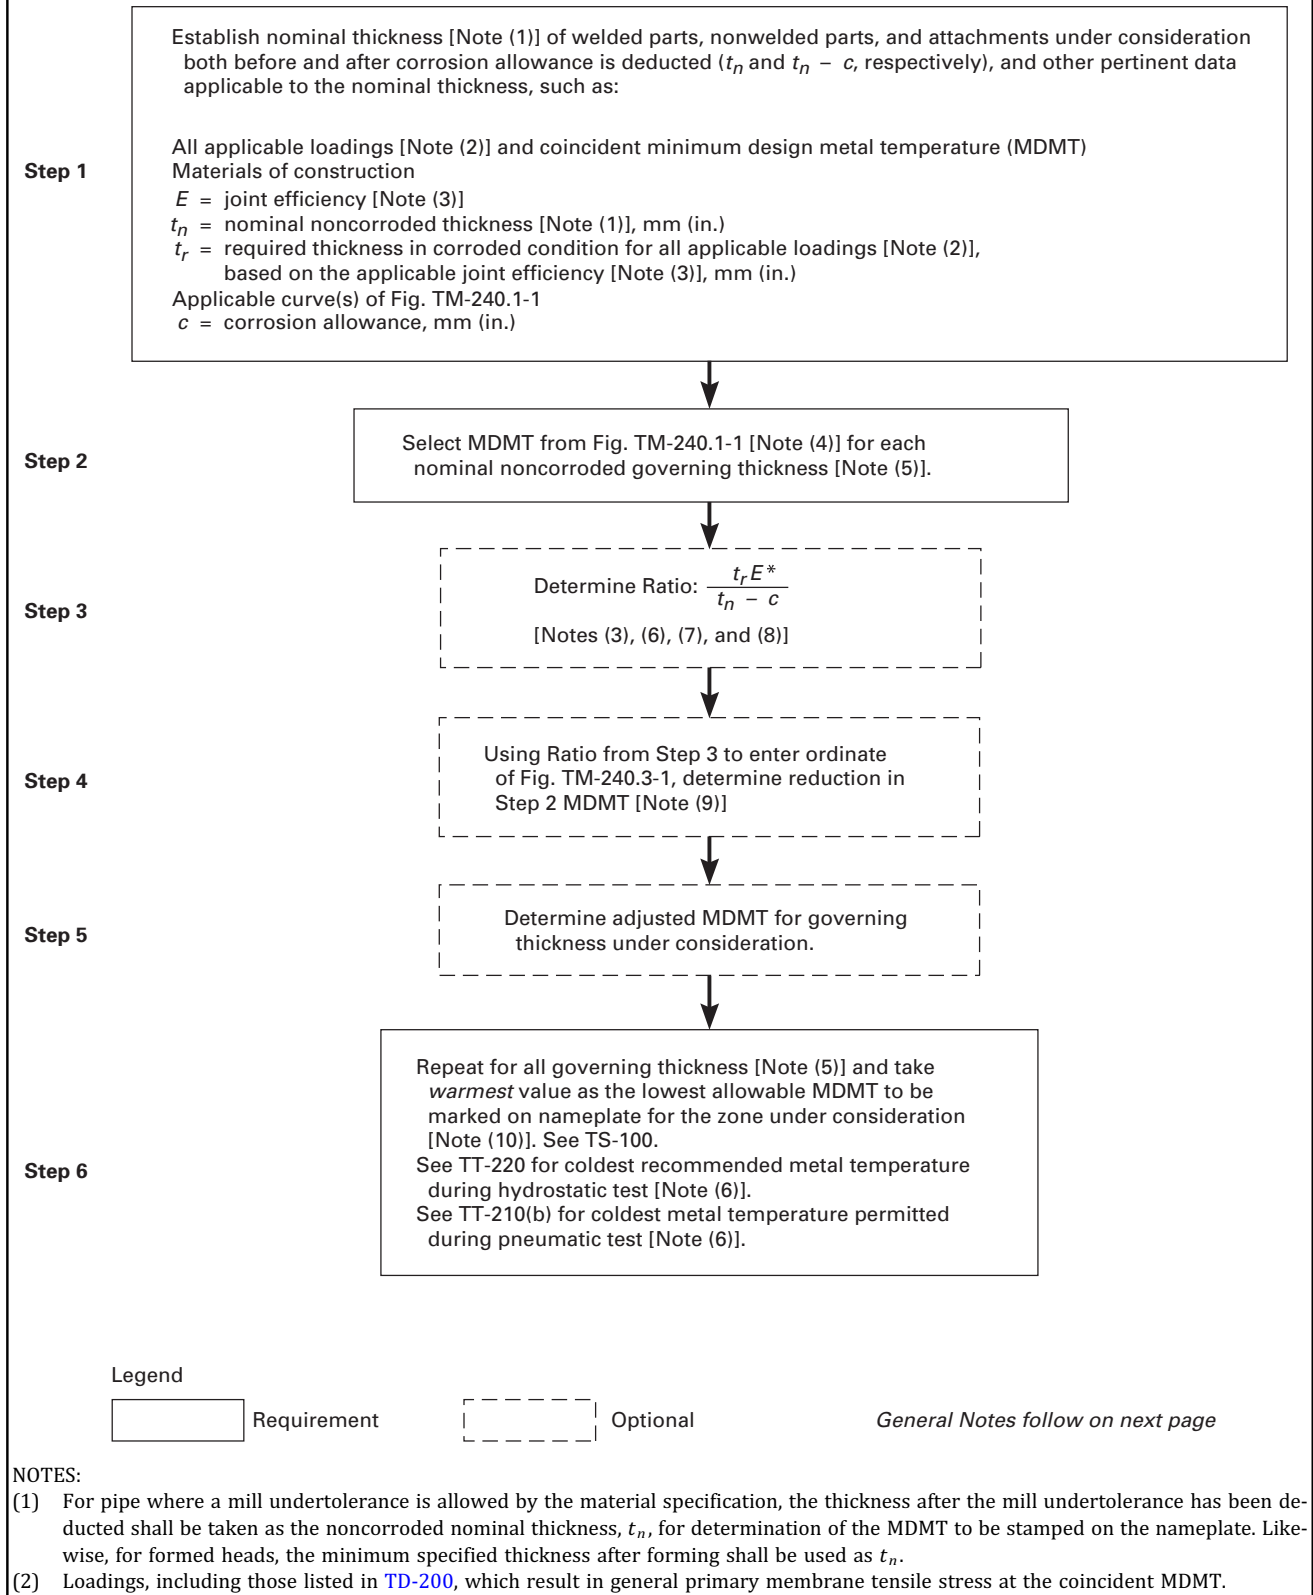 Establish nominal thickness [Note (1)] of welded parts, nonwelded parts, and attachments under consideration
both before and after corrosion allowance is deducted (tn and tn − c, respectively), and other pertinent data
applicable to the nominal thickness, such as:
All applicable loadings [Note (2)] and coincident minimum design metal temperature (MDMT)
Step 1
Materials of construction
E = joint efficiency [Note (3)]
tn = nominal noncorroded thickness [Note (1)], mm (in.)
tr = required thickness in corroded condition for all applicable loadings [Note (2)],
based on the applicable joint efficiency [Note (3)], mm (in.)
Applicable curve(s) of Fig. TM-240.1-1
c = corrosion allowance, mm (in.)
Step 2
Select MDMT from Fig. TM-240.1-1 [Note (4)] for each
nominal noncorroded governing thickness [Note (5)].
Step 3
Determine Ratio: tr E* / tn − c
[Notes (3), (6), (7), and (8)]
Step 4
Using Ratio from Step 3 to enter ordinate
of Fig. TM-240.3-1, determine reduction in
Step 2 MDMT [Note (9)]
Step 5
Determine adjusted MDMT for governing
thickness under consideration.
Step 6
Repeat for all governing thickness [Note (5)] and take
warmest value as the lowest allowable MDMT to be
marked on nameplate for the zone under consideration
[Note (10)]. See TS-100.
See TT-220 for coldest recommended metal temperature
during hydrostatic test [Note (6)].
See TT-210(b) for coldest metal temperature permitted
during pneumatic test [Note (6)].
Legend
Requirement
Optional
General Notes follow on next page
NOTES:
(1) For pipe where a mill undertolerance is allowed by the material specification, the thickness after the mill undertolerance has been de-
ducted shall be taken as the noncorroded nominal thickness, tn, for determination of the MDMT to be stamped on the nameplate. Like-
wise, for formed heads, the minimum specified thickness after forming shall be used as tn.
(2) Loadings, including those listed in TD-200, which result in general primary membrane tensile stress at the coincident MDMT.